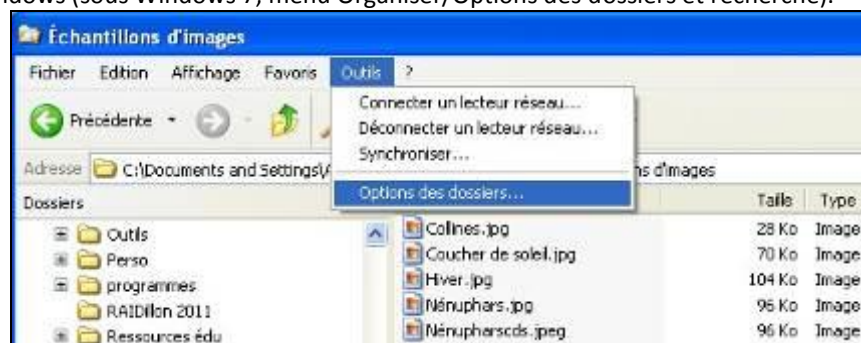 dows (sous Windows 7, menu Organiser/Options des dossiers et recherche).
Échantillons d'images
Fichier Edition Affichage Favoris Outils ?
Précédente
Connecter un lecteur réseau...
Déconnecter un lecteur réseau...
Synchroniser...
Options des dossiers...
Adresse C:\Documents and Settings\ ns d'images
Dossiers Taille Type
Outils Collines.jpg 28 Ko Image
Perso Coucher de soleil.jpg 70 Ko Image
programmes Hiver.jpg 104 Ko Image
RAIDillon 2011 Nénuphars.jpg 96 Ko Image
Ressources édu Nénupharscds.jpeg 96 Ko Image